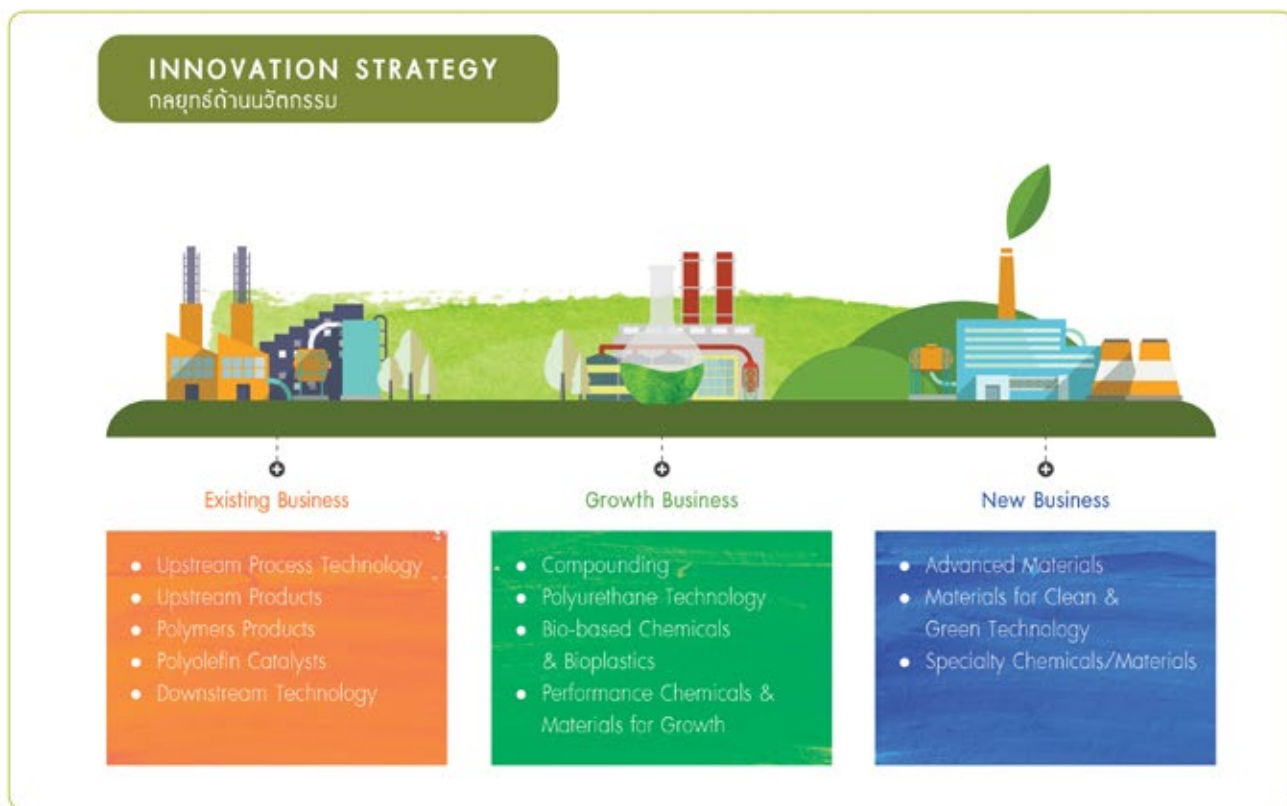 INNOVATION STRATEGY
กลยุทธ์ด้านนวัตกรรม
Existing Business
• Upstream Process Technology
• Upstream Products
• Polymers Products
• Polyolefin Catalysts
• Downstream Technology
Growth Business
• Compounding
• Polyurethane Technology
• Bio-based Chemicals
& Bioplastics
• Performance Chemicals &
Materials for Growth
New Business
• Advanced Materials
• Materials for Clean &
Green Technology
• Specialty Chemicals/Materials